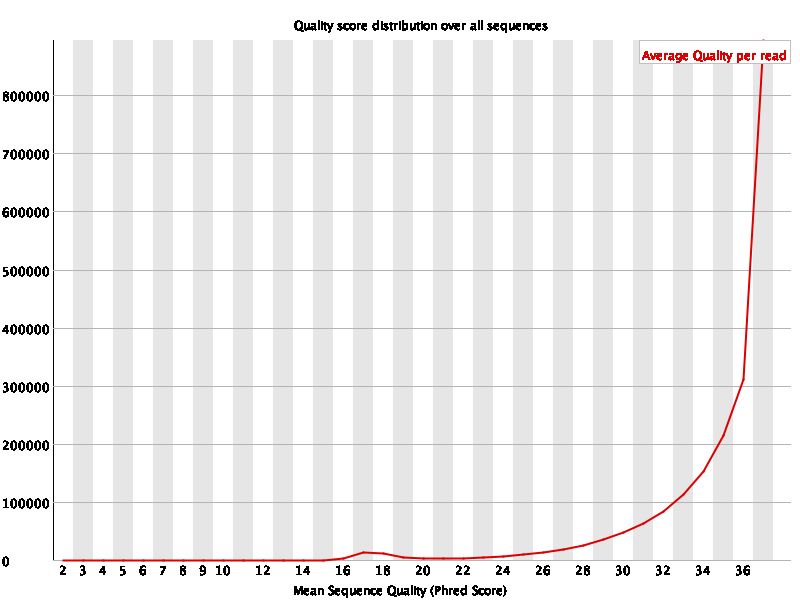 Quality score distribution over all sequences
Average Quality per read
800000
700000
600000
500000
400000
300000
200000
100000
0
2 3 4 5 6 7 8 9 10 12 14 16 18 20 22 24 26 28 30 32 34 36
Mean Sequence Quality (Phred Score)